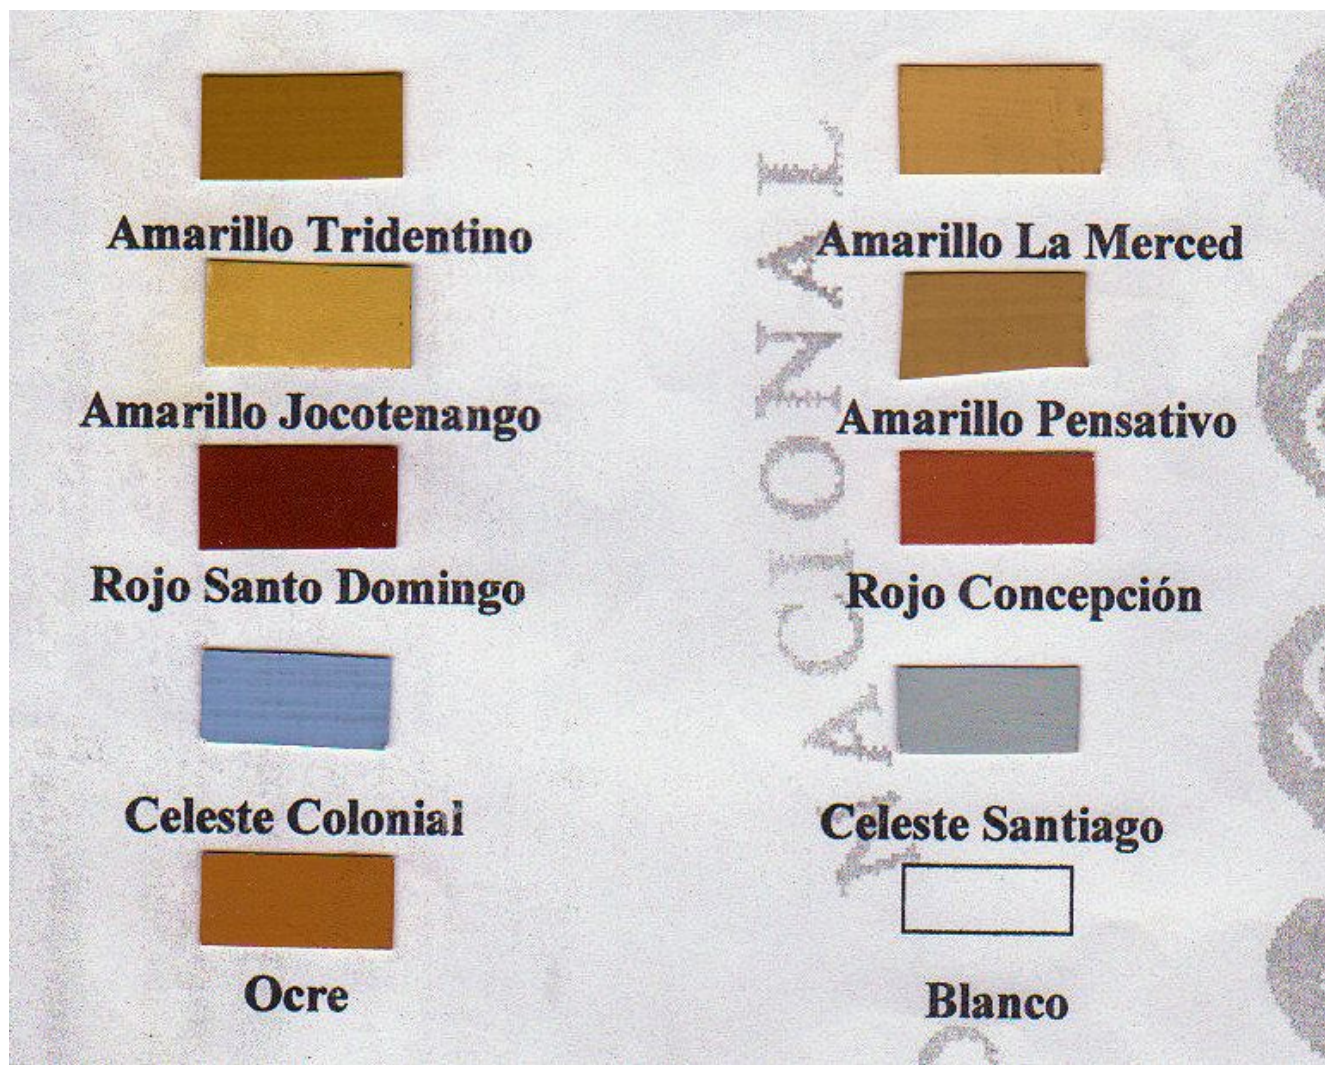 Amarillo Tridentino
Amarillo La Merced
Amarillo Jocotenango
Amarillo Pensativo
Rojo Santo Domingo
Rojo Concepción
Celeste Colonial
Celeste Santiago
Ocre
Blanco
NACIONAL